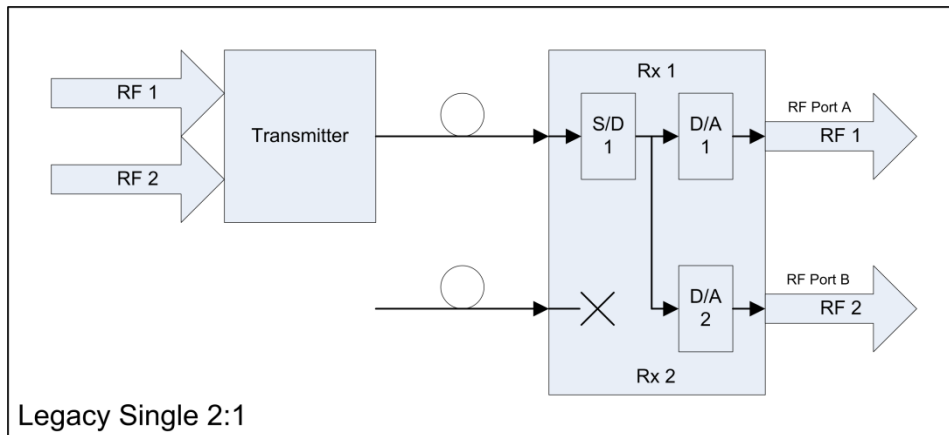 RF 1
RF 2
Transmitter
Rx 1
S/D
1
D/A
1
RF Port A
RF 1
D/A
2
RF Port B
RF 2
Rx 2
Legacy Single 2:1